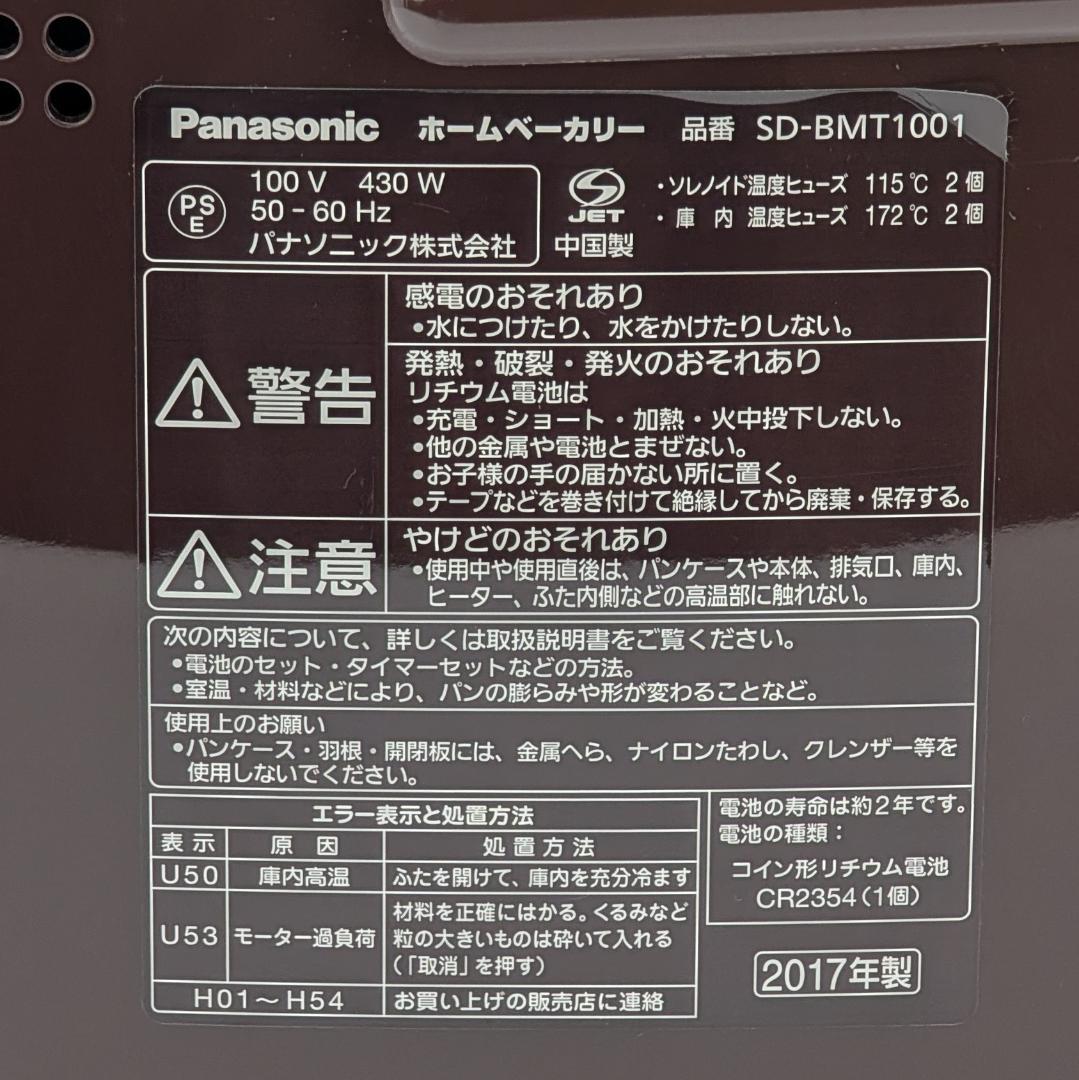 Panasonic ホームベーカリー 品番 SD-BMT1001
PSE
100 V 430 W
50 - 60 Hz
パナソニック株式会社
JET
中国製
・ソレノイド温度ヒューズ 115℃ 2個
・庫内 温度ヒューズ 172℃ 2個
警告
感電のおそれあり
●水につけたり、水をかけたりしない。
発熱・破裂・発火のおそれあり
リチウム電池は
●充電・ショート・加熱・火中投下しない。
●他の金属や電池とまぜない。
●お子様の手の届かない所に置く。
●テープなどを巻き付けて絶縁してから廃棄・保存する。
注意
やけどのおそれあり
●使用中や使用直後は、パンケースや本体、排気口、庫内、
ヒーター、ふた内側などの高温部に触れない。
次の内容について、詳しくは取扱説明書をご覧ください。
●電池のセット・タイマーセットなどの方法。
●室温・材料などにより、パンの膨らみや形が変わることなど。
使用上のお願い
●パンケース・羽根・開閉板には、金属へら、ナイロンたわし、クレンザー等を
使用しないでください。
エラー表示と処置方法
表示 原因 処置方法
U50 庫内高温 ふたを開けて、庫内を充分冷ます
U53 モーター過負荷 材料を正確にはかる。くるみなど
粒の大きいものは砕いて入れる
(「取消」を押す)
H01〜H54 お買い上げの販売店に連絡
電池の寿命は約2年です。
電池の種類:
コイン形リチウム電池
CR2354(1個)
2017年製